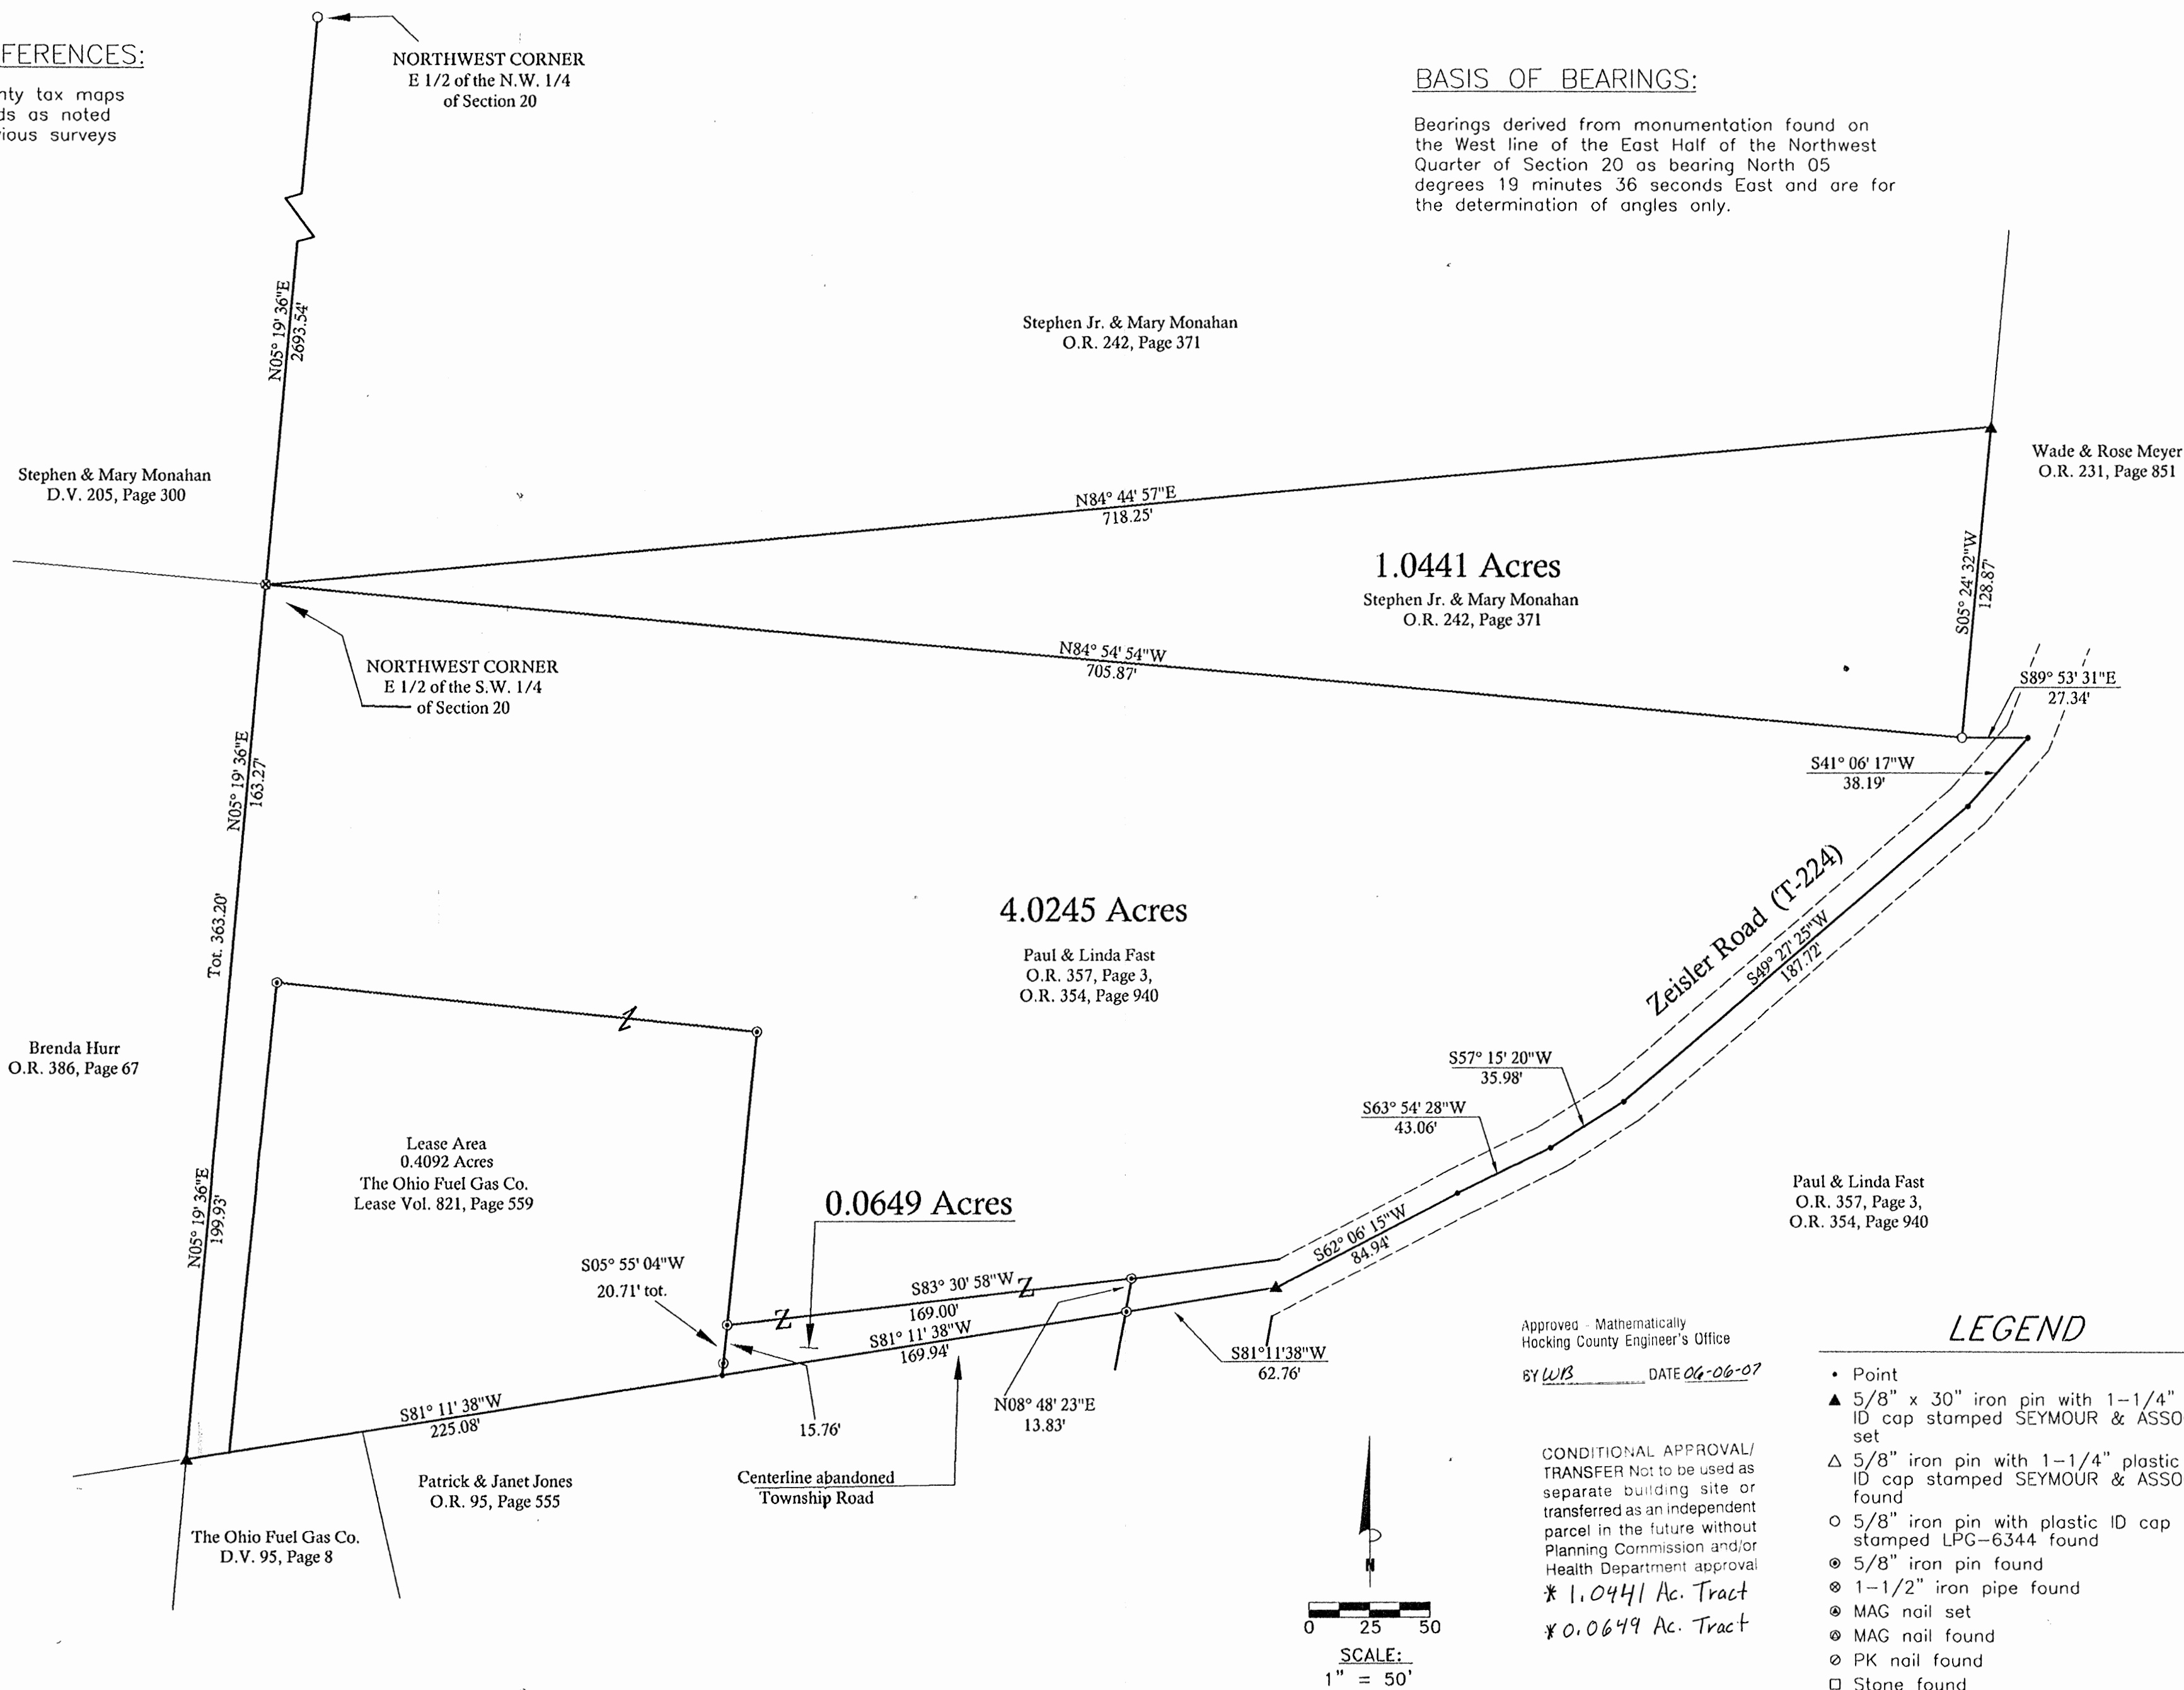 FERENCES:
nty tax maps
ds as noted
vious surveys
NORTHWEST CORNER
E 1/2 of the N.W. 1/4
of Section 20
BASIS OF BEARINGS:
Bearings derived from monumentation found on
the West line of the East Half of the Northwest
Quarter of Section 20 as bearing North 05
degrees 19 minutes 36 seconds East and are for
the determination of angles only.
N05° 19' 36"E
2693.54'
Stephen Jr. & Mary Monahan
O.R. 242, Page 371
Stephen & Mary Monahan
D.V. 205, Page 300
Wade & Rose Meyer
O.R. 231, Page 851
N84° 44' 57"E
718.25'
1.0441 Acres
Stephen Jr. & Mary Monahan
O.R. 242, Page 371
S05° 24' 32"W
128.87'
N84° 54' 54"W
705.87'
NORTHWEST CORNER
E 1/2 of the S.W. 1/4
of Section 20
S89° 53' 31"E
27.34'
S41° 06' 17"W
38.19'
N05° 19' 36"E
163.27'
Tot. 363.20'
4.0245 Acres
Paul & Linda Fast
O.R. 357, Page 3,
O.R. 354, Page 940
Zeisler Road (T-224)
S49° 27' 25"W
187.72'
Z
Brenda Hurr
O.R. 386, Page 67
S57° 15' 20"W
35.98'
S63° 54' 28"W
43.06'
Lease Area
0.4092 Acres
The Ohio Fuel Gas Co.
Lease Vol. 821, Page 559
N05° 19' 36"E
199.93'
0.0649 Acres
Paul & Linda Fast
O.R. 357, Page 3,
O.R. 354, Page 940
S62° 06' 15"W
84.94'
S05° 55' 04"W
20.71' tot.
S83° 30' 58"W Z
Z
169.00'
S81° 11' 38"W
169.94'
S81°11'38"W
62.76'
N08° 48' 23"E
13.83'
15.76'
S81° 11' 38"W
225.08'
Centerline abandoned
Township Road
Patrick & Janet Jones
O.R. 95, Page 555
The Ohio Fuel Gas Co.
D.V. 95, Page 8
N
0 25 50
SCALE:
1" = 50'
Approved - Mathematically
Hocking County Engineer's Office
BY WB DATE 06-06-07
CONDITIONAL APPROVAL/
TRANSFER Not to be used as
separate building site or
transferred as an independent
parcel in the future without
Planning Commission and/or
Health Department approval
* 1.0441 Ac. Tract
* 0.0649 Ac. Tract
LEGEND
Point
5/8" x 30" iron pin with 1-1/4"
ID cap stamped SEYMOUR & ASSO
set
5/8" iron pin with 1-1/4" plastic
ID cap stamped SEYMOUR & ASSO
found
5/8" iron pin with plastic ID cap
stamped LPG-6344 found
5/8" iron pin found
1-1/2" iron pipe found
MAG nail set
MAG nail found
PK nail found
Stone found